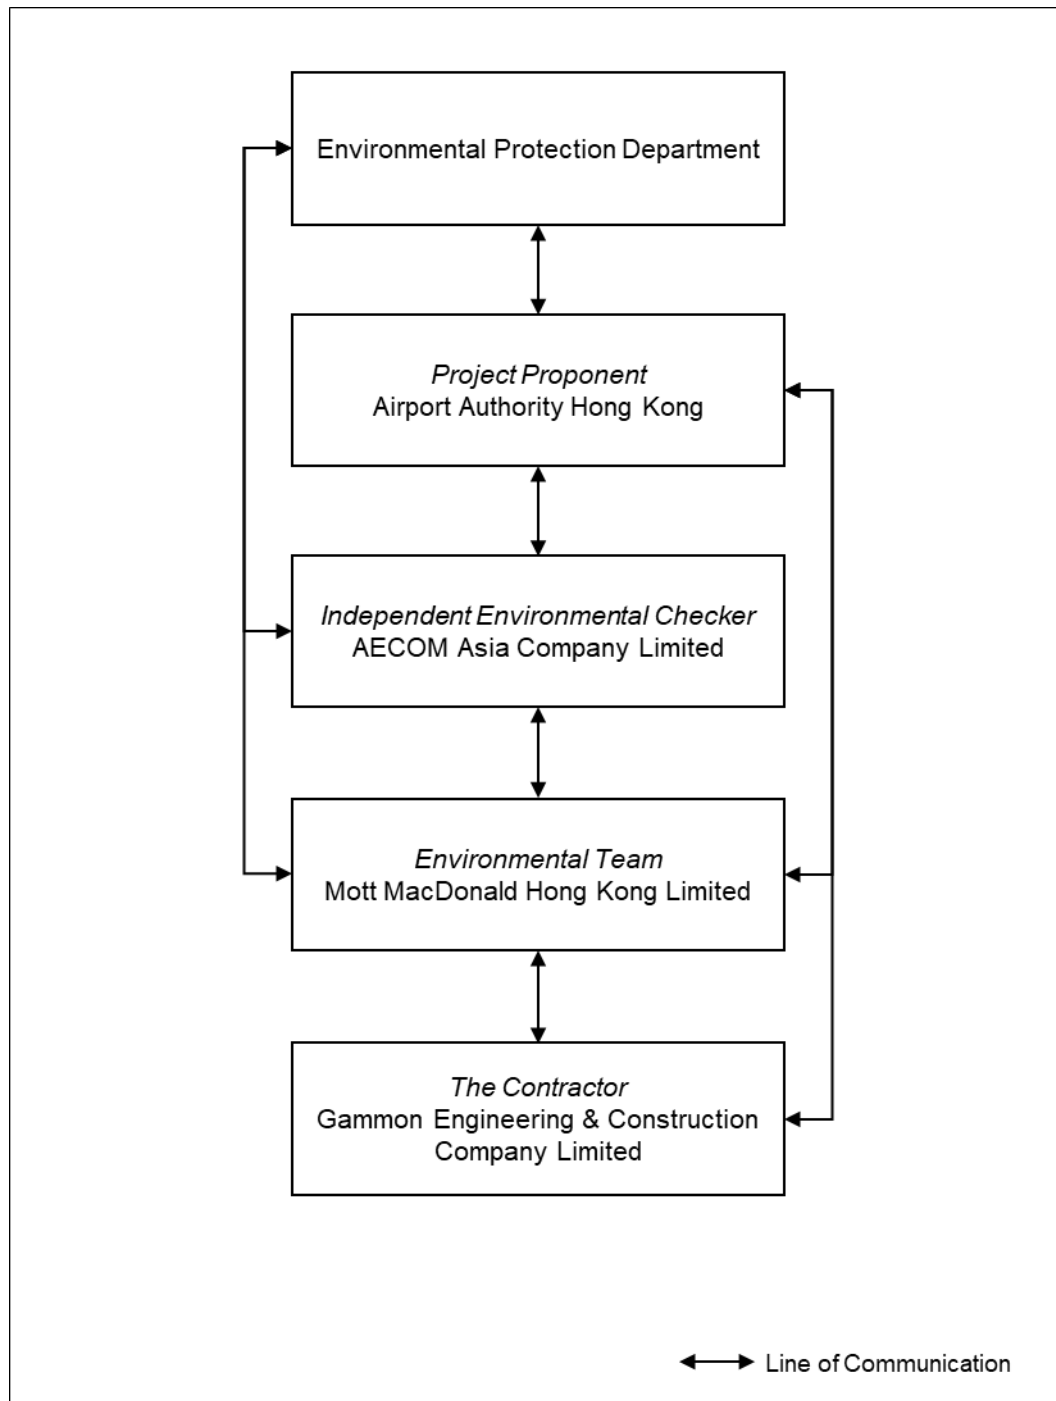 Environmental Protection Department
Project Proponent
Airport Authority Hong Kong
Independent Environmental Checker
AECOM Asia Company Limited
Environmental Team
Mott MacDonald Hong Kong Limited
The Contractor
Gammon Engineering & Construction
Company Limited
Line of Communication